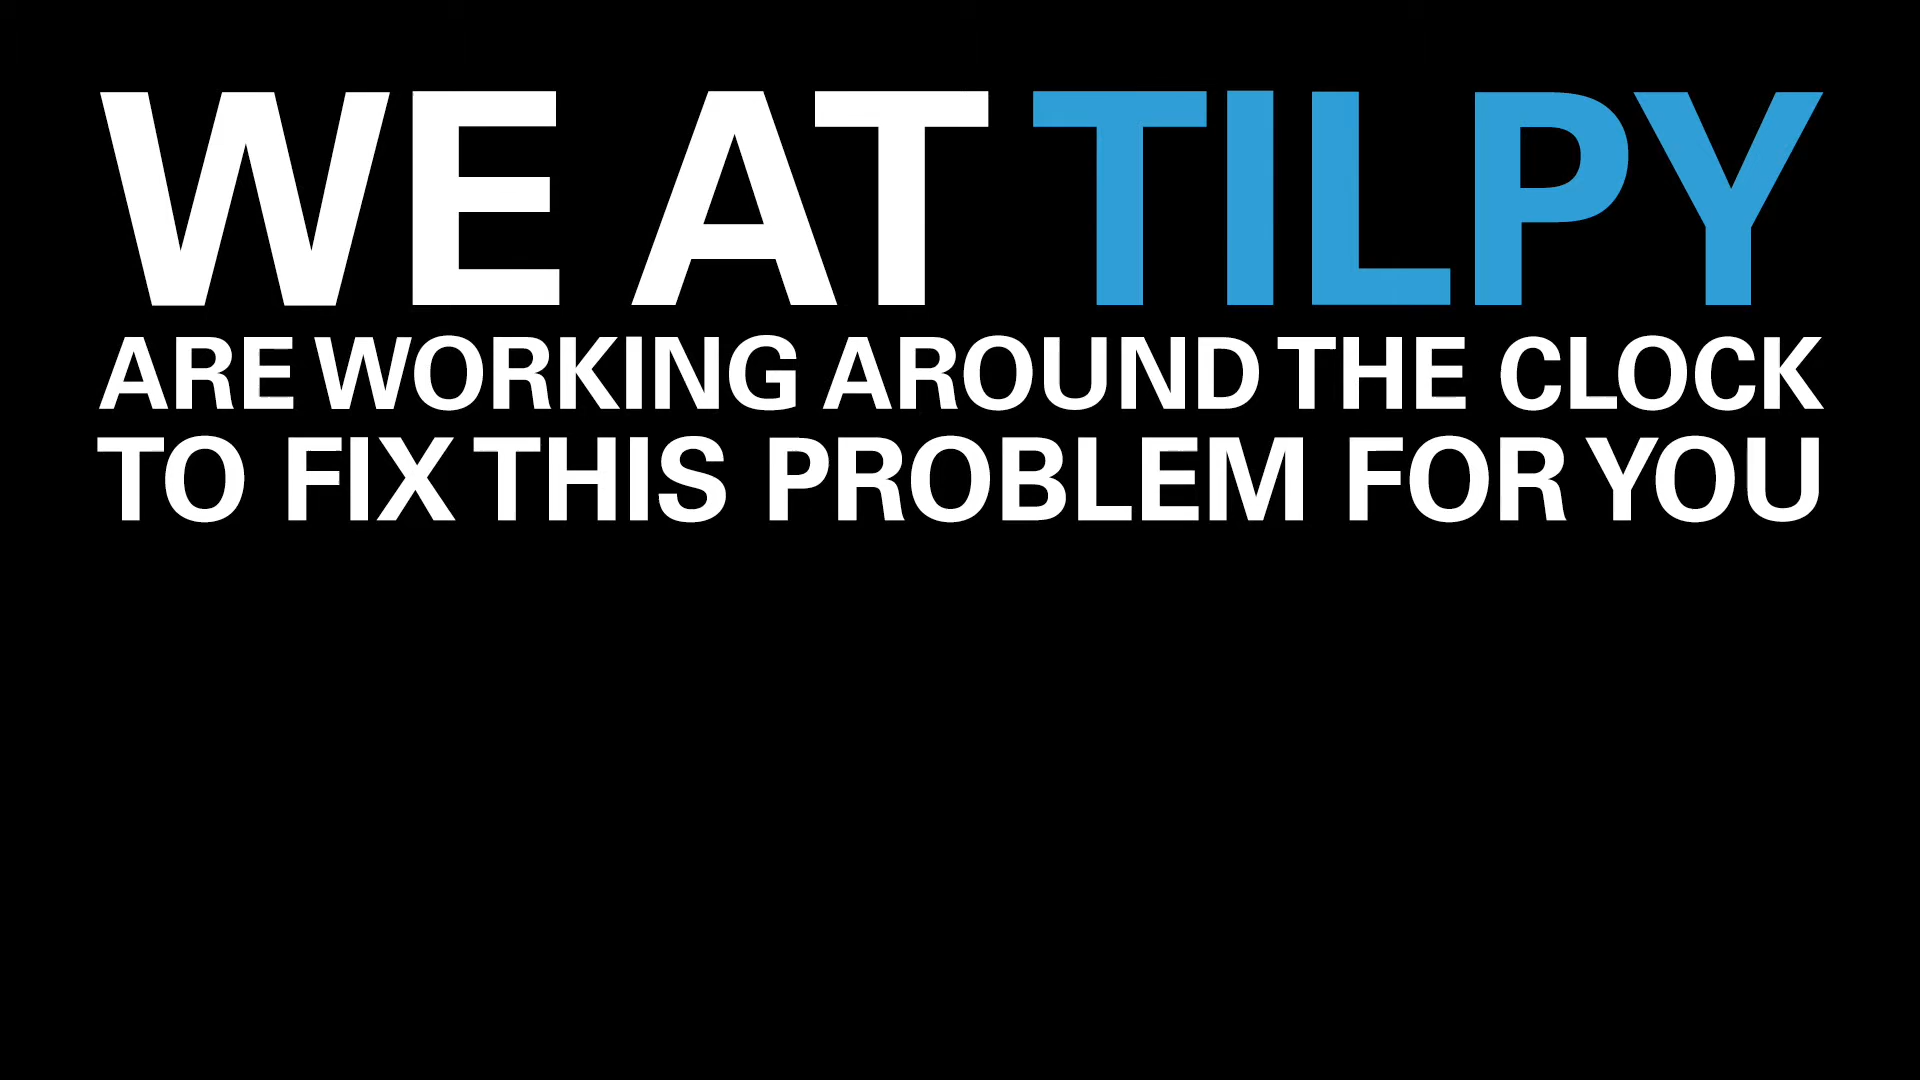 WE AT TILPY
ARE WORKING AROUND THE CLOCK
TO FIX THIS PROBLEM FOR YOU